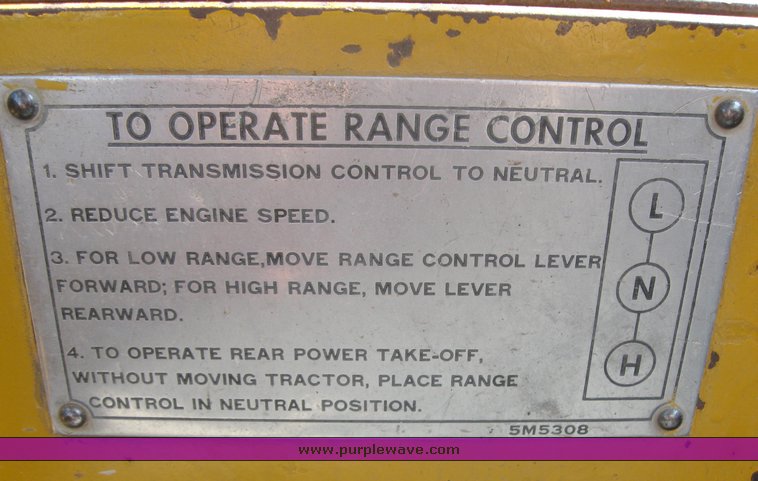 TO OPERATE RANGE CONTROL
1. SHIFT TRANSMISSION CONTROL TO NEUTRAL.
2. REDUCE ENGINE SPEED.
3. FOR LOW RANGE,MOVE RANGE CONTROL LEVER
FORWARD; FOR HIGH RANGE, MOVE LEVER
REARWARD.
4. TO OPERATE REAR POWER TAKE-OFF,
WITHOUT MOVING TRACTOR, PLACE RANGE
CONTROL IN NEUTRAL POSITION.
L
N
H
5M5308
www.purplewave.com